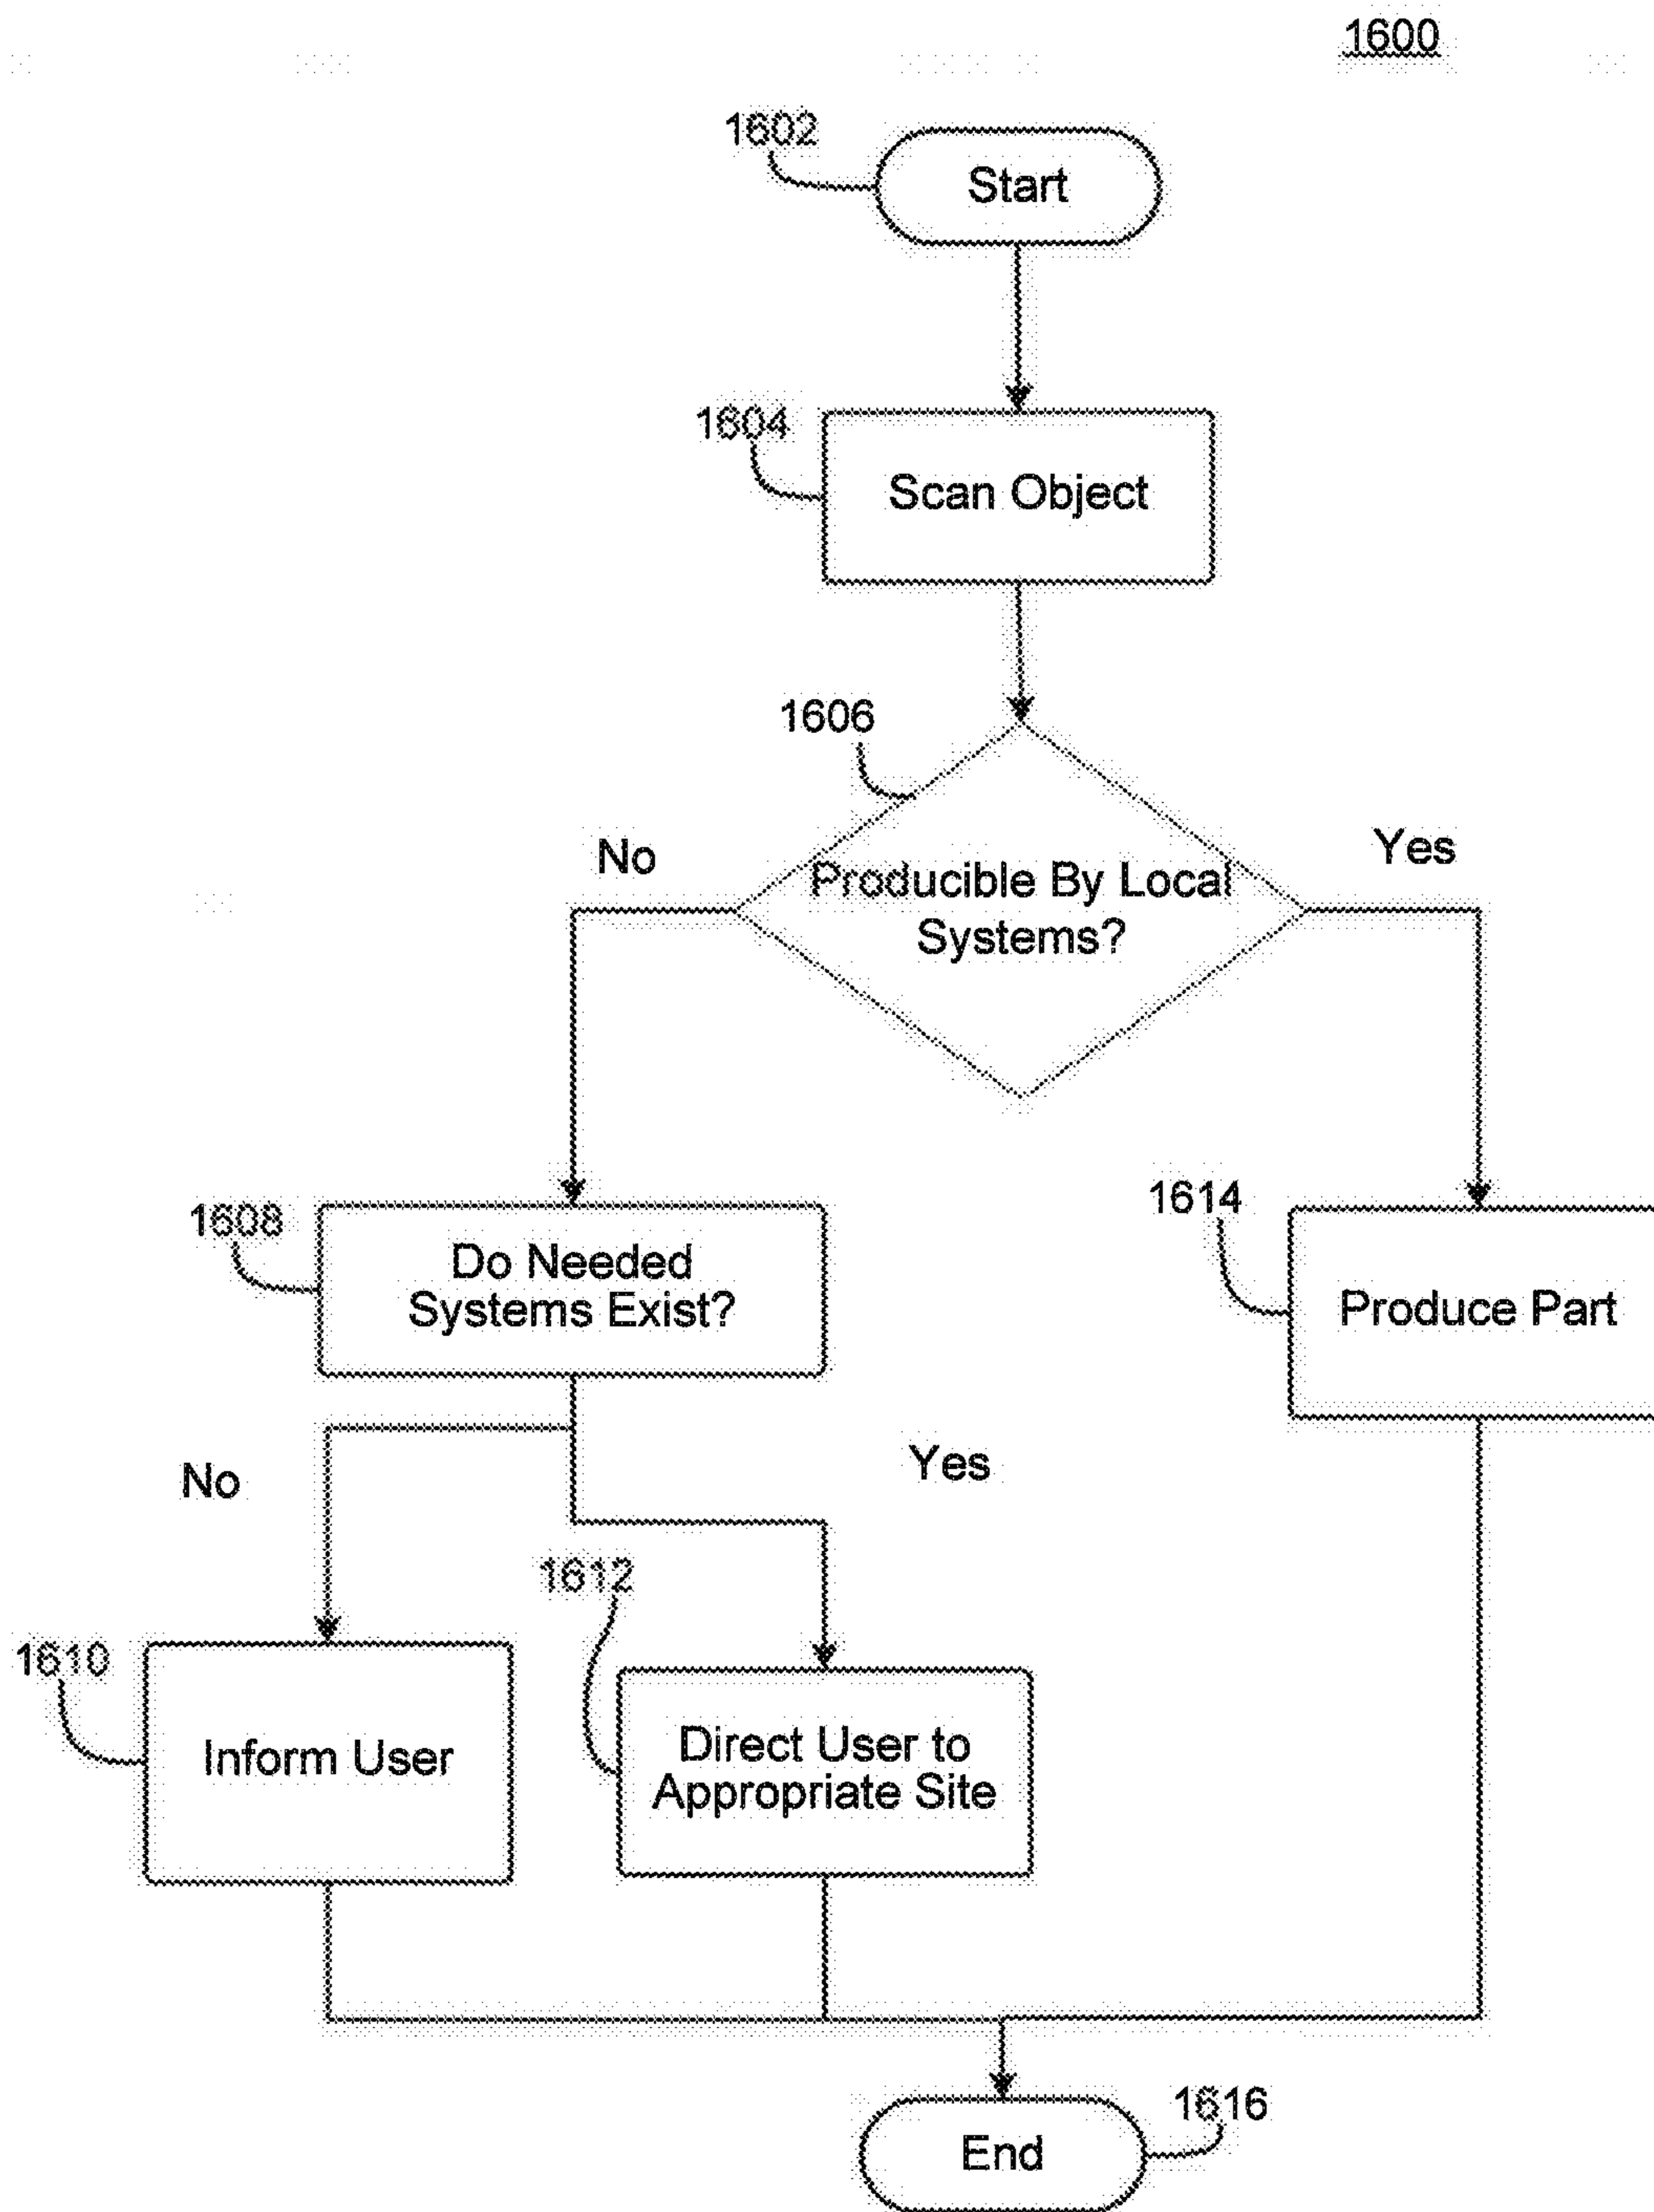 1600
1602
Start
1604
Scan Object
1606
No
Yes
Producible By Local
Systems?
1608
Do Needed
Systems Exist?
1614
Produce Part
No
Yes
1612
1610
Inform User
Direct User to
Appropriate Site
1616
End